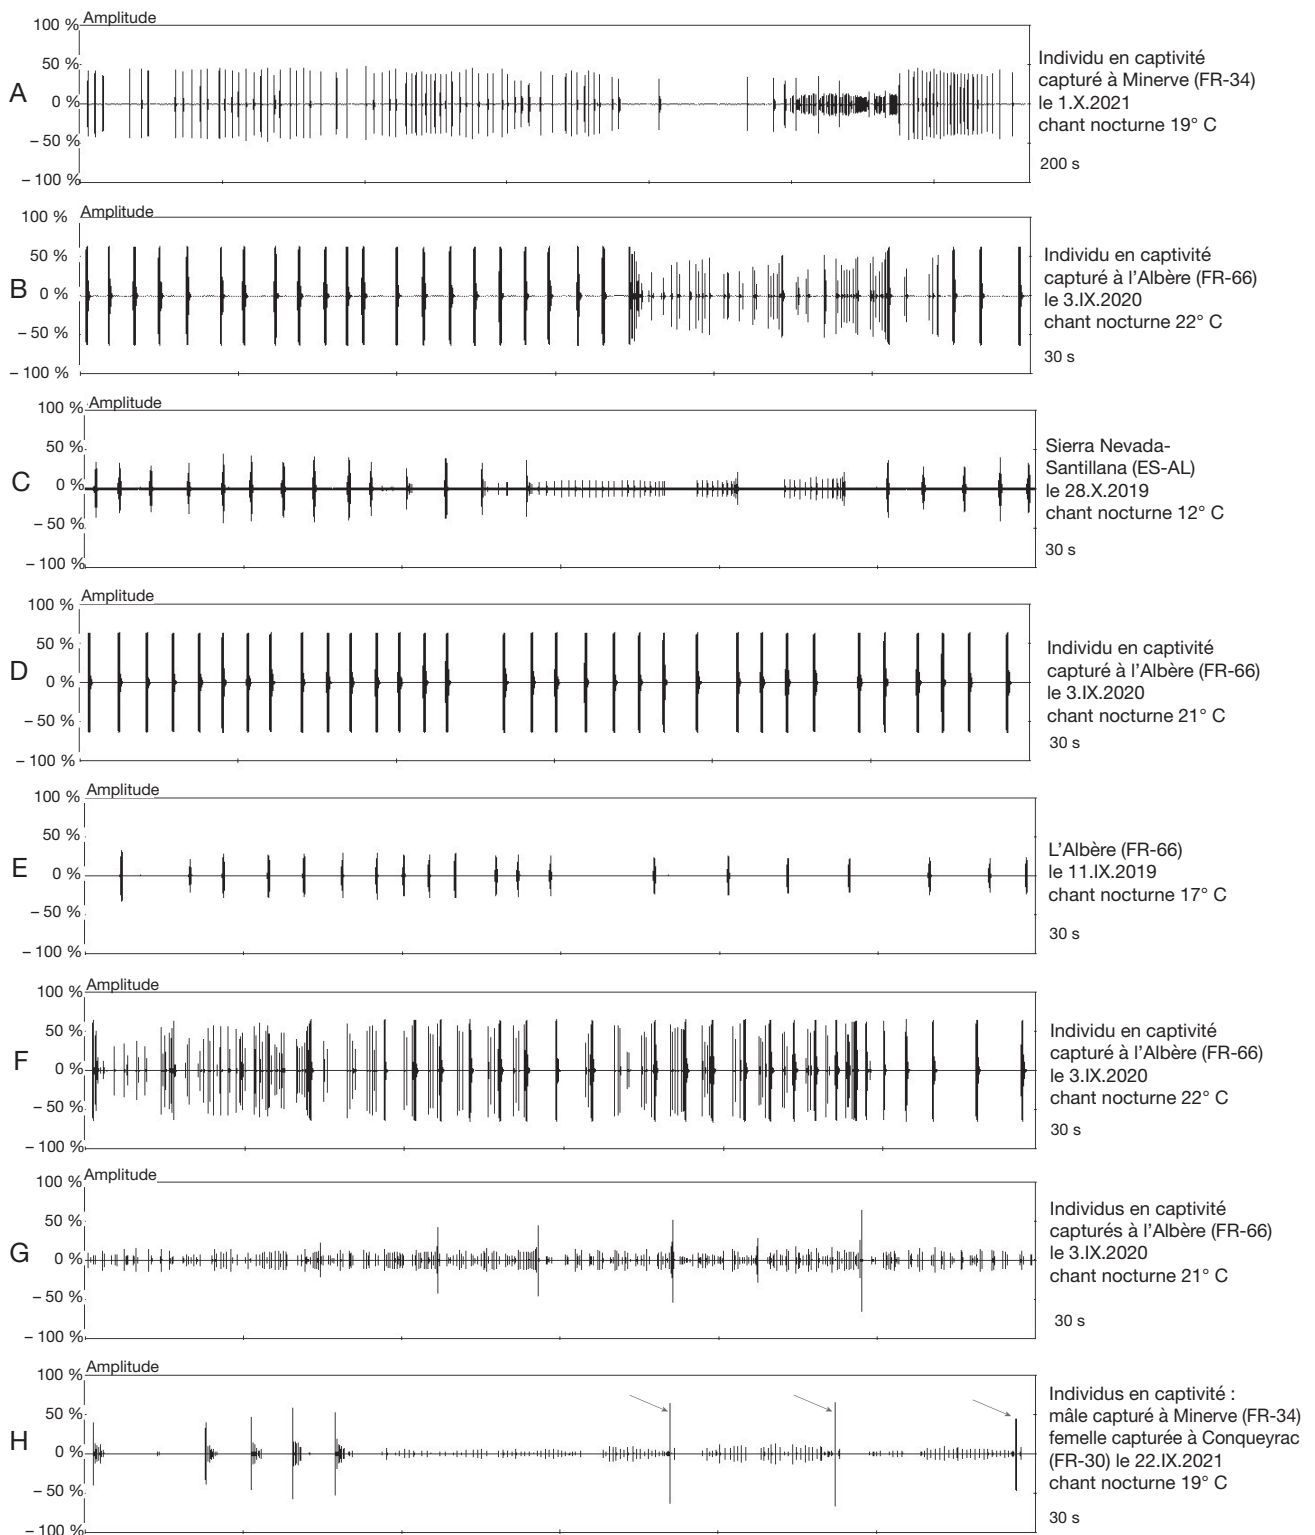 Amplitude
100 %
50 %
0 %
– 50 %
– 100 %
A
Individu en captivité
capturé à Minerve (FR-34)
le 1.X.2021
chant nocturne 19° C
200 s
Amplitude
100 %
50 %
0 %
– 50 %
– 100 %
B
Individu en captivité
capturé à l'Albère (FR-66)
le 3.IX.2020
chant nocturne 22° C
30 s
Amplitude
100 %
50 %
0 %
– 50 %
– 100 %
C
Sierra Nevada-
Santillana (ES-AL)
le 28.X.2019
chant nocturne 12° C
30 s
Amplitude
100 %
50 %
0 %
– 50 %
– 100 %
D
Individu en captivité
capturé à l'Albère (FR-66)
le 3.IX.2020
chant nocturne 21° C
30 s
Amplitude
100 %
50 %
0 %
– 50 %
– 100 %
E
L'Albère (FR-66)
le 11.IX.2019
chant nocturne 17° C
30 s
Amplitude
100 %
50 %
0 %
– 50 %
– 100 %
F
Individu en captivité
capturé à l'Albère (FR-66)
le 3.IX.2020
chant nocturne 22° C
30 s
Amplitude
100 %
50 %
0 %
– 50 %
– 100 %
G
Individus en captivité
capturés à l'Albère (FR-66)
le 3.IX.2020
chant nocturne 21° C
30 s
Amplitude
100 %
50 %
0 %
– 50 %
– 100 %
H
Individus en captivité :
mâle capturé à Minerve (FR-34)
femelle capturée à Conqueyrac
(FR-30) le 22.IX.2021
chant nocturne 19° C
30 s